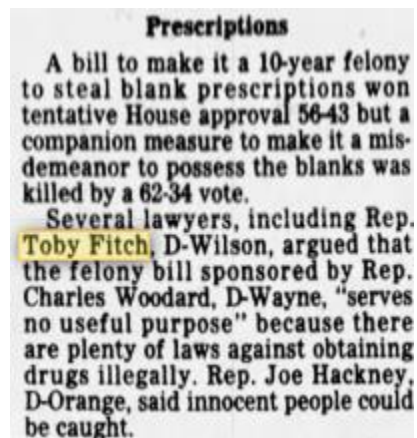 Prescriptions
A bill to make it a 10-year felony
to steal blank prescriptions won
tentative House approval 56-43 but a
companion measure to make it a mis-
demeanor to possess the blanks was
killed by a 62-34 vote.
Several lawyers, including Rep.
Toby Fitch, D-Wilson, argued that
the felony bill sponsored by Rep.
Charles Woodard, D-Wayne, “serves
no useful purpose” because there
are plenty of laws against obtaining
drugs illegally. Rep. Joe Hackney,
D-Orange, said innocent people could
be caught.